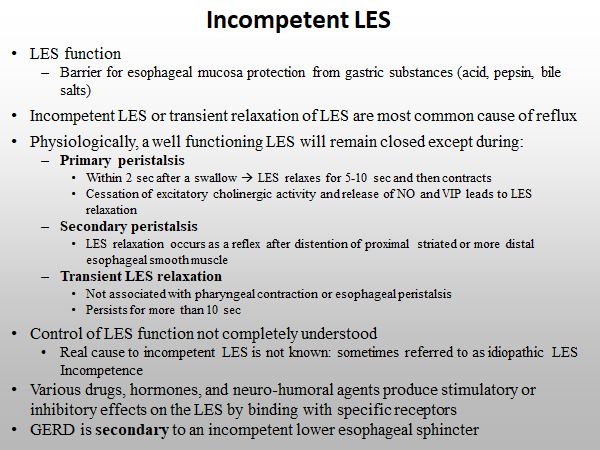 Incompetent LES
• LES function
– Barrier for esophageal mucosa protection from gastric substances (acid, pepsin, bile
salts)
• Incompetent LES or transient relaxation of LES are most common cause of reflux
• Physiologically, a well functioning LES will remain closed except during:
– Primary peristalsis
• Within 2 sec after a swallow → LES relaxes for 5-10 sec and then contracts
• Cessation of excitatory cholinergic activity and release of NO and VIP leads to LES
relaxation
– Secondary peristalsis
• LES relaxation occurs as a reflex after distention of proximal striated or more distal
esophageal smooth muscle
– Transient LES relaxation
• Not associated with pharyngeal contraction or esophageal peristalsis
• Persists for more than 10 sec
• Control of LES function not completely understood
• Real cause to incompetent LES is not known: sometimes referred to as idiopathic LES
Incompetence
• Various drugs, hormones, and neuro-humoral agents produce stimulatory or
inhibitory effects on the LES by binding with specific receptors
• GERD is secondary to an incompetent lower esophageal sphincter